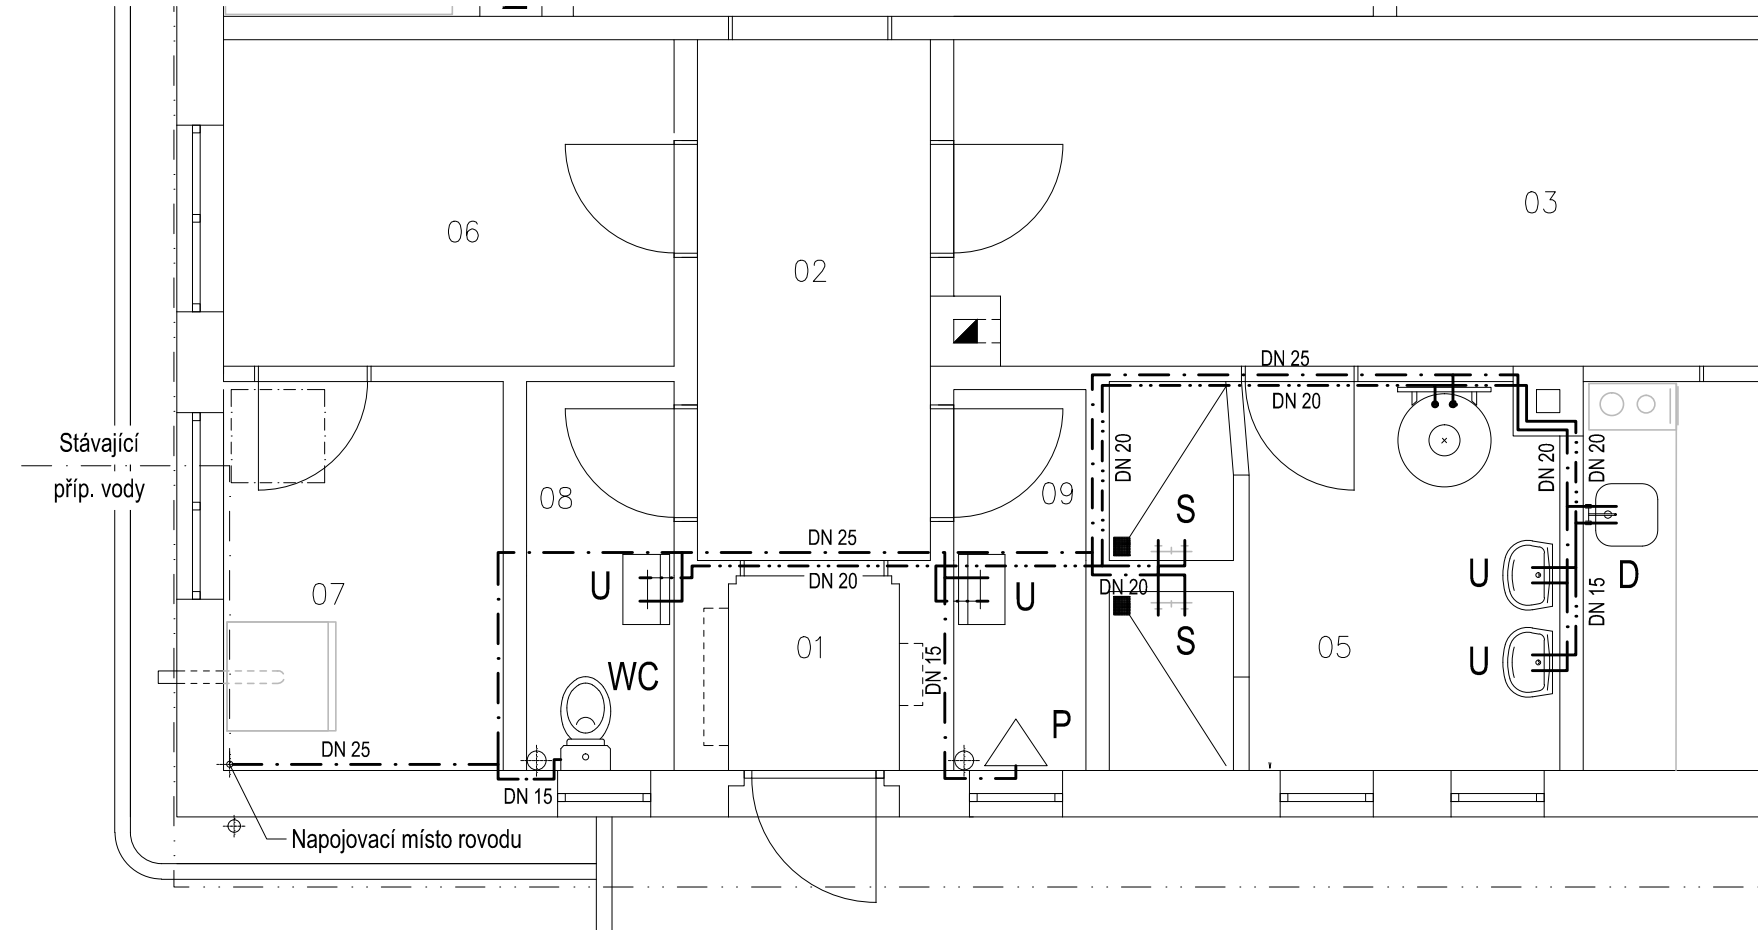 03
06
02
DN 25
DN 20
Stávající
příp. vody
DN 20
DN 20
DN 20
08
09
S
DN 25
DN 20
DN 20
U
U
U
D
07
DN 15
S
01
05
DN 15
U
WC
P
DN 25
DN 15
Napojovací místo rovodu